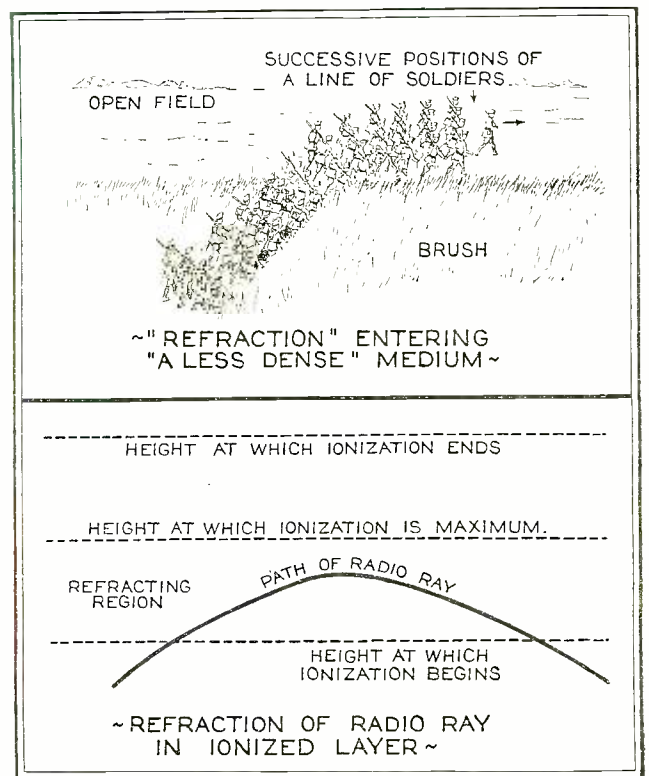 SUCCESSIVE POSITIONS OF
A LINE OF SOLDIERS
OPEN FIELD
BRUSH
~"REFRACTION" ENTERING
"A LESS DENSE" MEDIUM~
HEIGHT AT WHICH IONIZATION ENDS
HEIGHT AT WHICH IONIZATION IS MAXIMUM.
PATH OF RADIO RAY
REFRACTING
REGION
HEIGHT AT WHICH
IONIZATION BEGINS
~REFRACTION OF RADIO RAY
IN IONIZED LAYER~